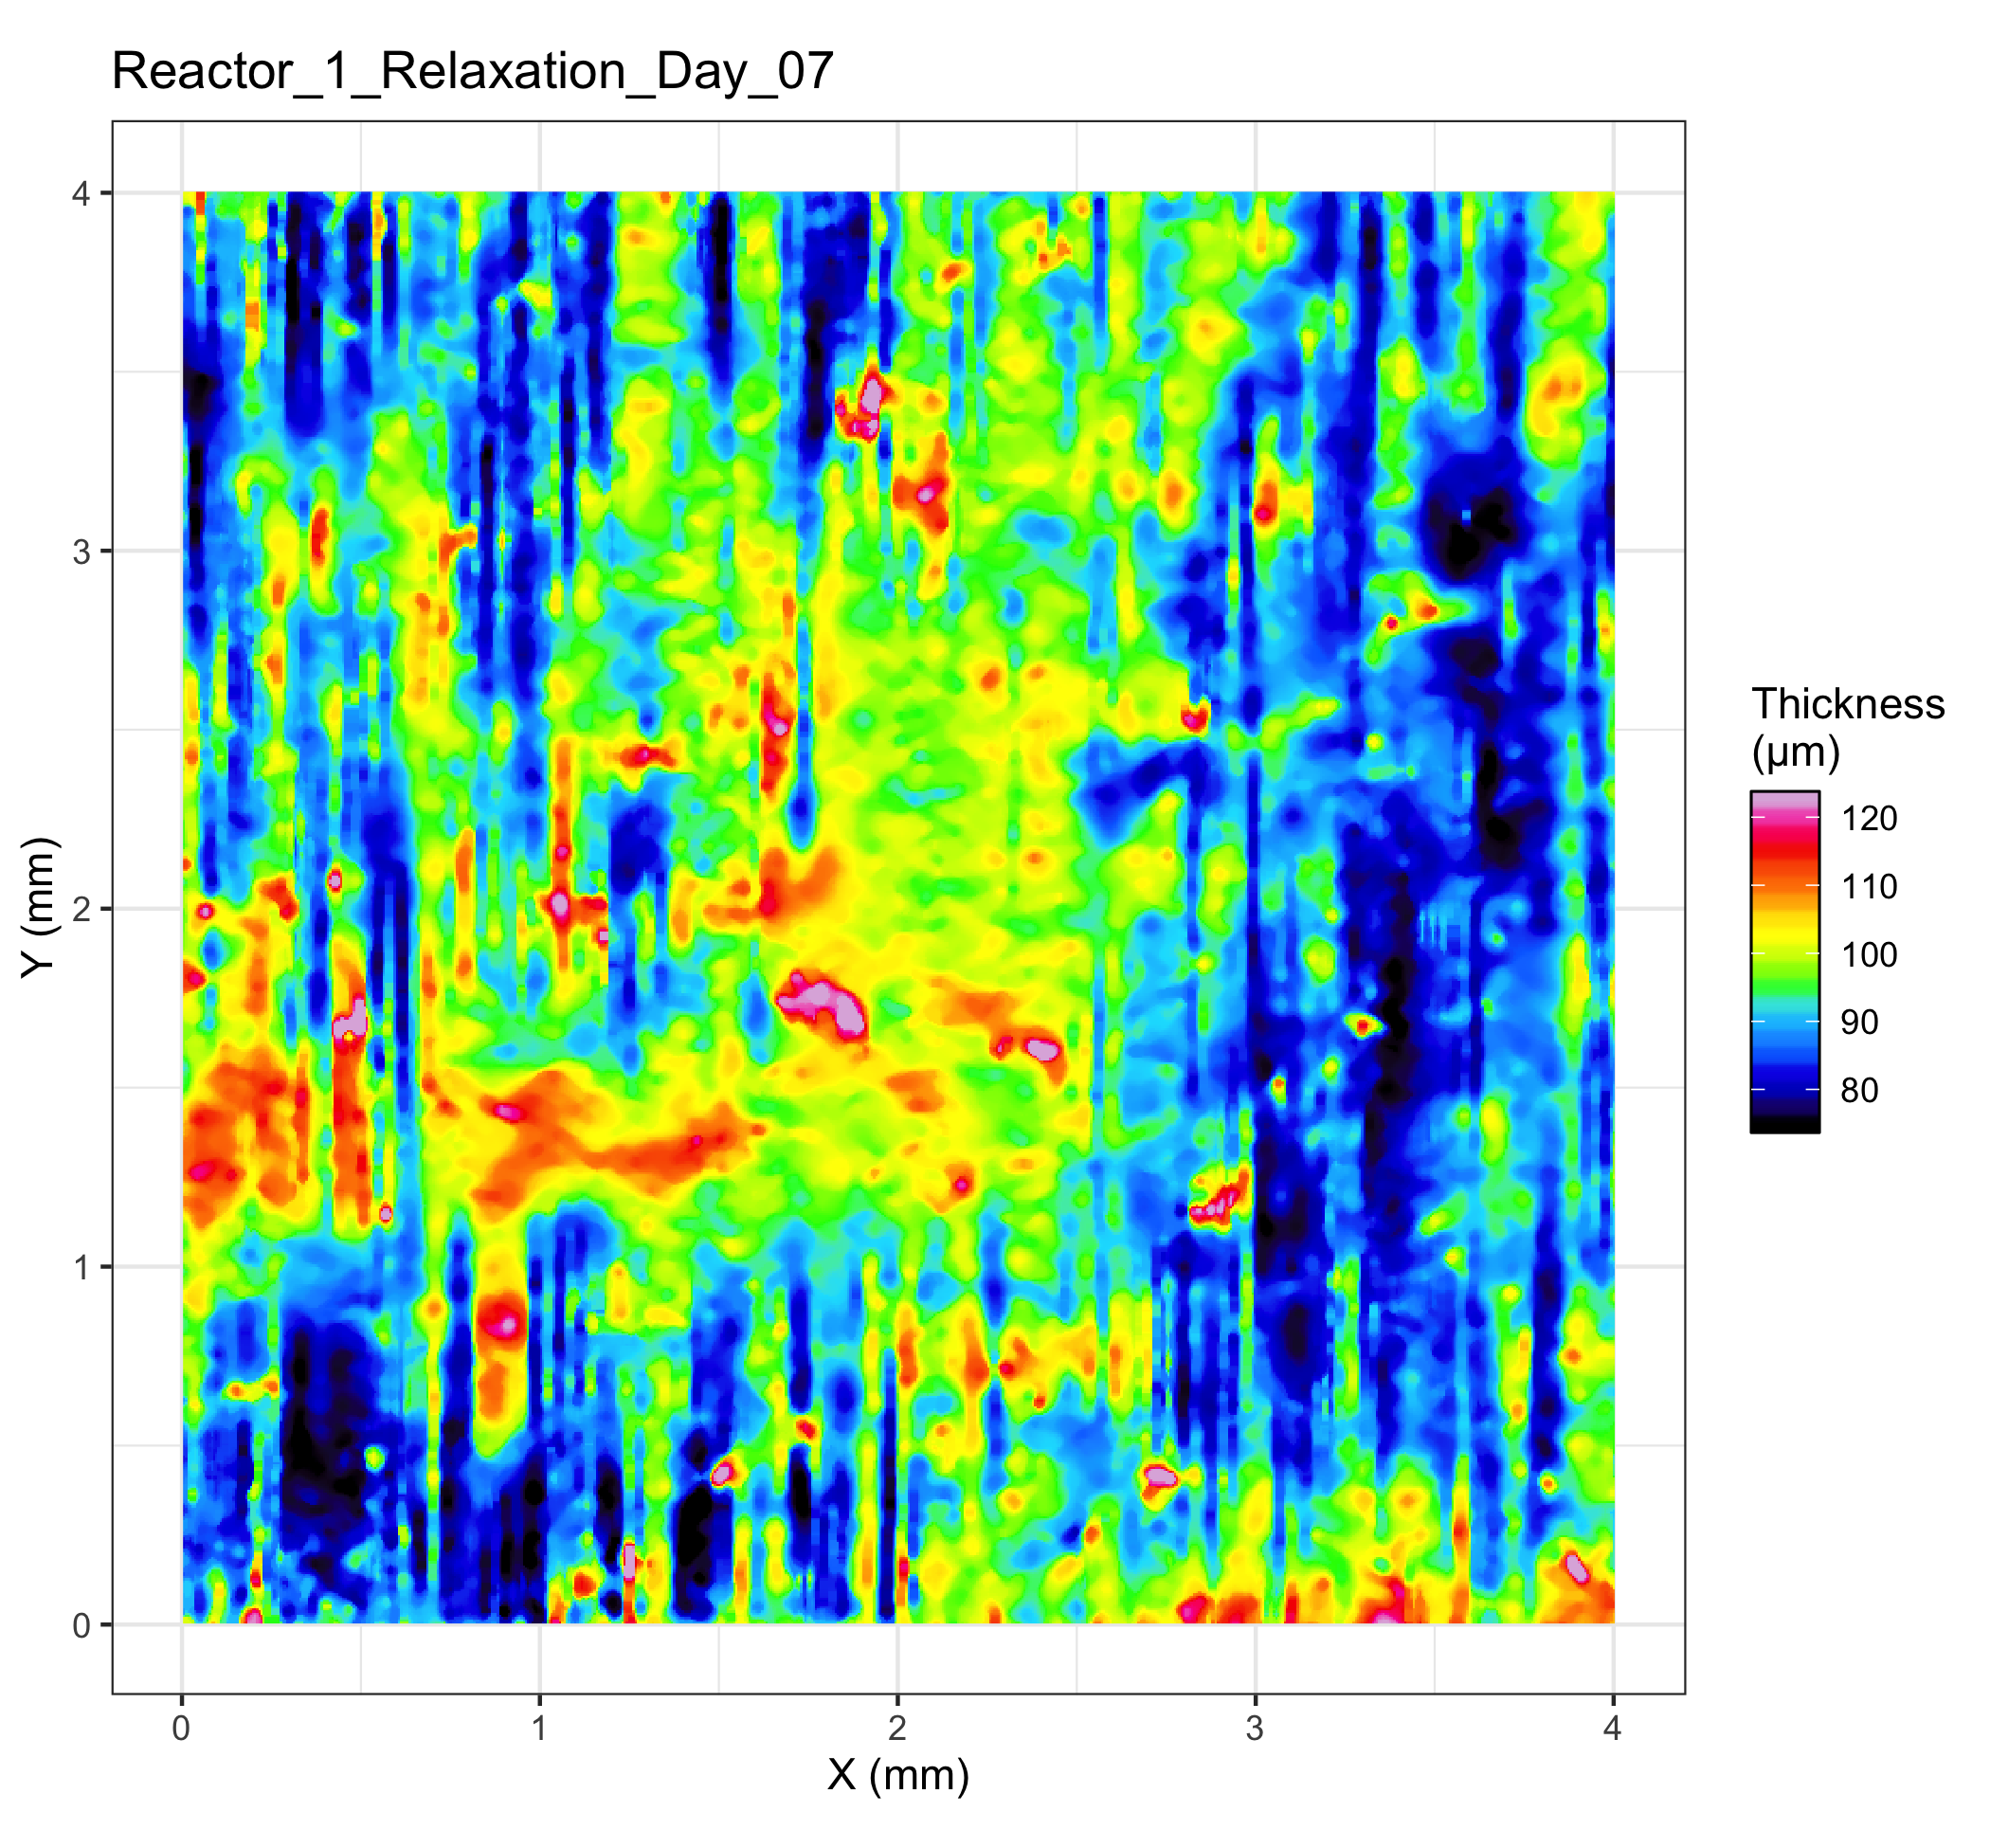 Reactor_1_Relaxation_Day_07
4
3
2
1
0
Y (mm)
0 1 2 3 4
X (mm)
Thickness
(μm)
120
110
100
90
80